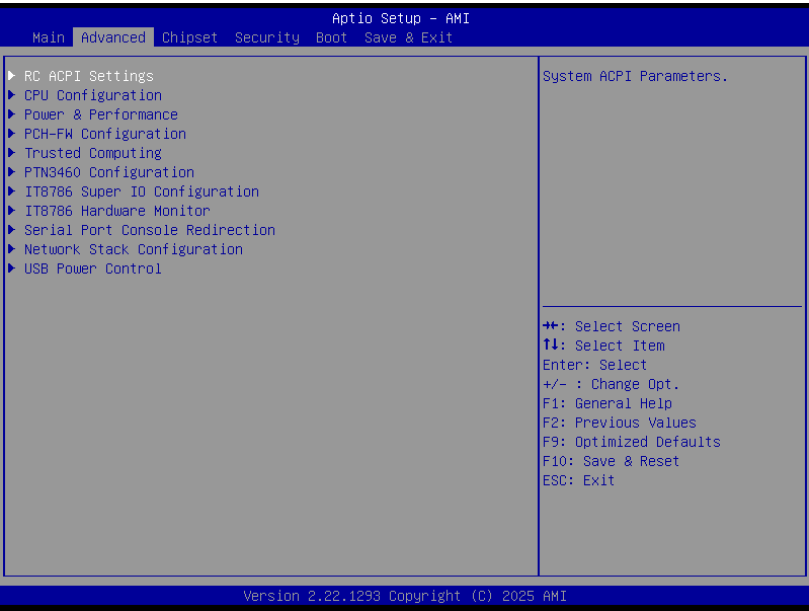 Aptio Setup – AMI
Main Advanced Chipset Security Boot Save & Exit
RC ACPI Settings
CPU Configuration
Power & Performance
PCH-FW Configuration
Trusted Computing
PTN3460 Configuration
IT8786 Super IO Configuration
IT8786 Hardware Monitor
Serial Port Console Redirection
Network Stack Configuration
USB Power Control
System ACPI Parameters.
→←: Select Screen
↑↓: Select Item
Enter: Select
+/- : Change Opt.
F1: General Help
F2: Previous Values
F9: Optimized Defaults
F10: Save & Reset
ESC: Exit
Version 2.22.1293 Copyright (C) 2025 AMI